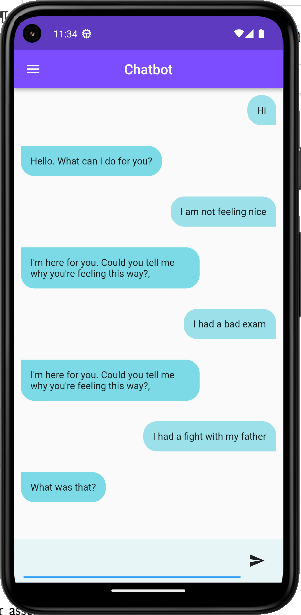 11:34
Chatbot
Hi
Hello. What can I do for you?
I am not feeling nice
I'm here for you. Could you tell me
why you're feeling this way?,
I had a bad exam
I'm here for you. Could you tell me
why you're feeling this way?,
I had a fight with my father
What was that?
r asse